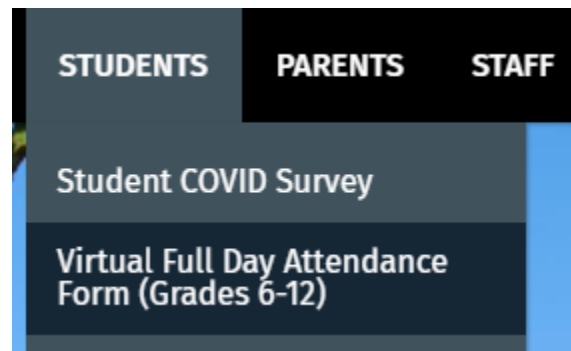 STUDENTS PARENTS STAFF
Student COVID Survey
Virtual Full Day Attendance
Form (Grades 6-12)